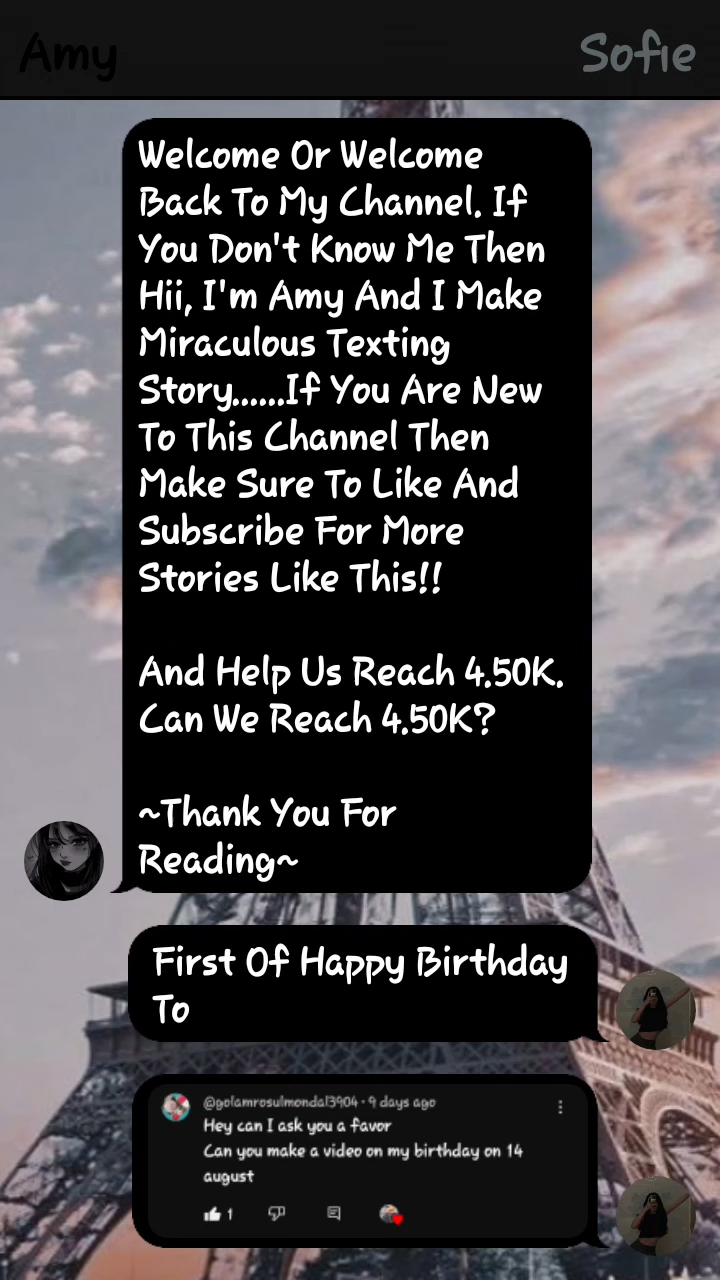 Amy
Sofie
Welcome Or Welcome
Back To My Channel. If
You Don't Know Me Then
Hii, I'm Amy And I Make
Miraculous Texting
Story......If You Are New
To This Channel Then
Make Sure To Like And
Subscribe For More
Stories Like This!!
And Help Us Reach 4.50K.
Can We Reach 4.50K?
~Thank You For
Reading~
First Of Happy Birthday
To
@golamrosulmondal3904 · 9 days ago
Hey can I ask you a favor
Can you make a video on my birthday on 14
august
1